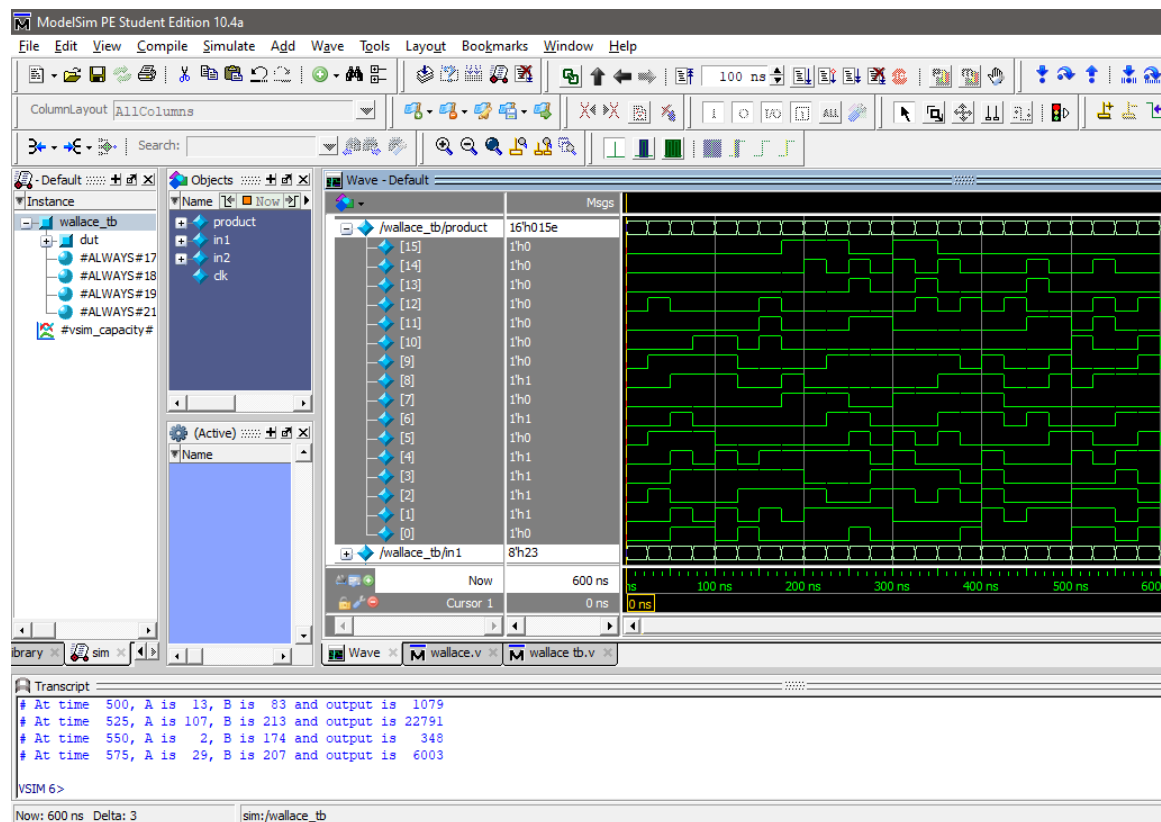 ModelSim PE Student Edition 10.4a
File Edit View Compile Simulate Add Wave Tools Layout Bookmarks Window Help
100 ns
ColumnLayout AllColumns
Search:
Default
Objects
Wave - Default
Instance
Name
Now
Msgs
wallace_tb
dut
#ALWAYS#17
#ALWAYS#18
#ALWAYS#19
#ALWAYS#21
#vsim_capacity#
product
in1
in2
clk
(Active)
Name
/wallace_tb/product 16'h015e
[15] 1'h0
[14] 1'h0
[13] 1'h0
[12] 1'h0
[11] 1'h0
[10] 1'h0
[9] 1'h0
[8] 1'h1
[7] 1'h0
[6] 1'h1
[5] 1'h0
[4] 1'h1
[3] 1'h1
[2] 1'h1
[1] 1'h1
[0] 1'h0
/wallace_tb/in1 8'h23
Now 600 ns
ns 100 ns 200 ns 300 ns 400 ns 500 ns 600
Cursor 1 0 ns 0 ns
ibrary sim Wave wallace.v wallace tb.v
Transcript
# At time 500, A is 13, B is 83 and output is 1079
# At time 525, A is 107, B is 213 and output is 22791
# At time 550, A is 2, B is 174 and output is 348
# At time 575, A is 29, B is 207 and output is 6003
VSIM 6>
Now: 600 ns Delta: 3 sim:/wallace_tb